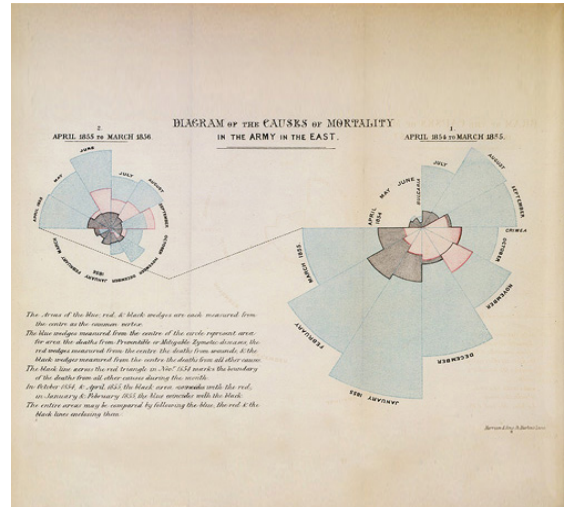 DIAGRAM OF THE CAUSES OF MORTALITY
IN THE ARMY IN THE EAST.
2.
APRIL 1855 TO MARCH 1856.
JUNE
MAY
APRIL 1855
JULY
AUGUST
SEPTEMBER
OCTOBER
NOVEMBER
DECEMBER
JANUARY 1856
FEBRUARY
MARCH
1.
APRIL 1854 TO MARCH 1855.
APRIL 1854
MAY
JUNE
JULY
BULGARIA
AUGUST
SEPTEMBER
CRIMEA
OCTOBER
NOVEMBER
DECEMBER
JANUARY 1855
FEBRUARY
MARCH 1855
The Areas of the blue, red, & black wedges are each measured from
the centre as the common vertex.
The blue wedges measured from the centre of the circle represent area
for area the deaths from Preventible or Mitigable Zymotic diseases; the
red wedges measured from the centre the deaths from wounds; & the
black wedges measured from the centre the deaths from all other causes.
The black line across the red triangle in Nov.r 1854 marks the boundary
of the deaths from all other causes during the month.
In October 1854, & April 1855, the black area coincides with the red;
in January & February 1855, the blue coincides with the black.
The entire areas may be compared by following the blue, the red & the
black lines enclosing them.